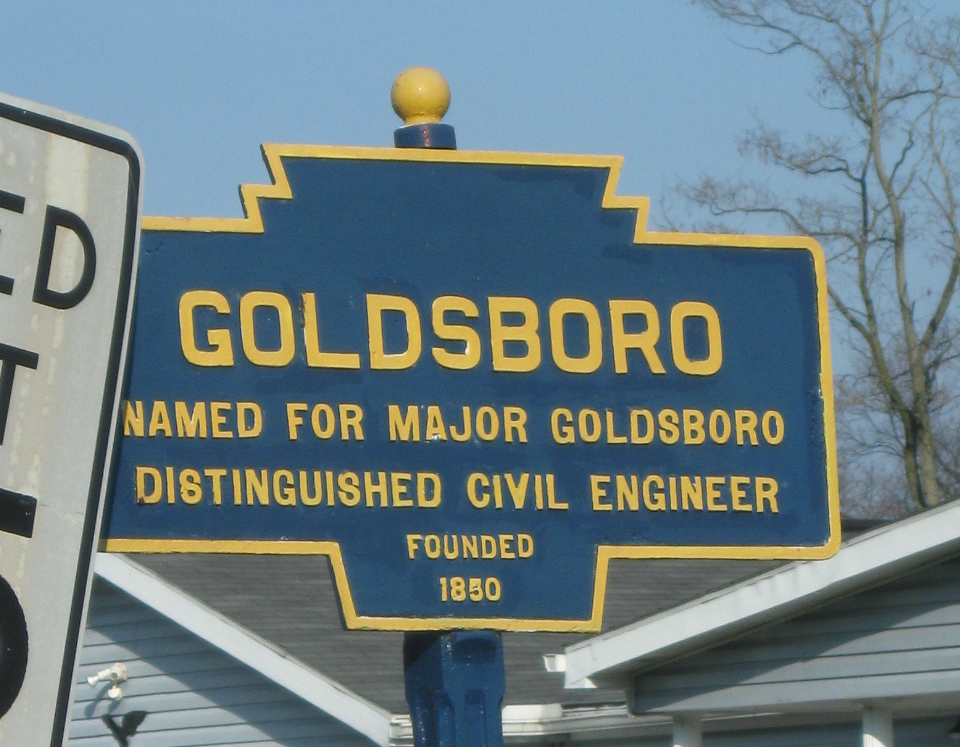 GOLDSBORO
NAMED FOR MAJOR GOLDSBORO
DISTINGUISHED CIVIL ENGINEER
FOUNDED
1850